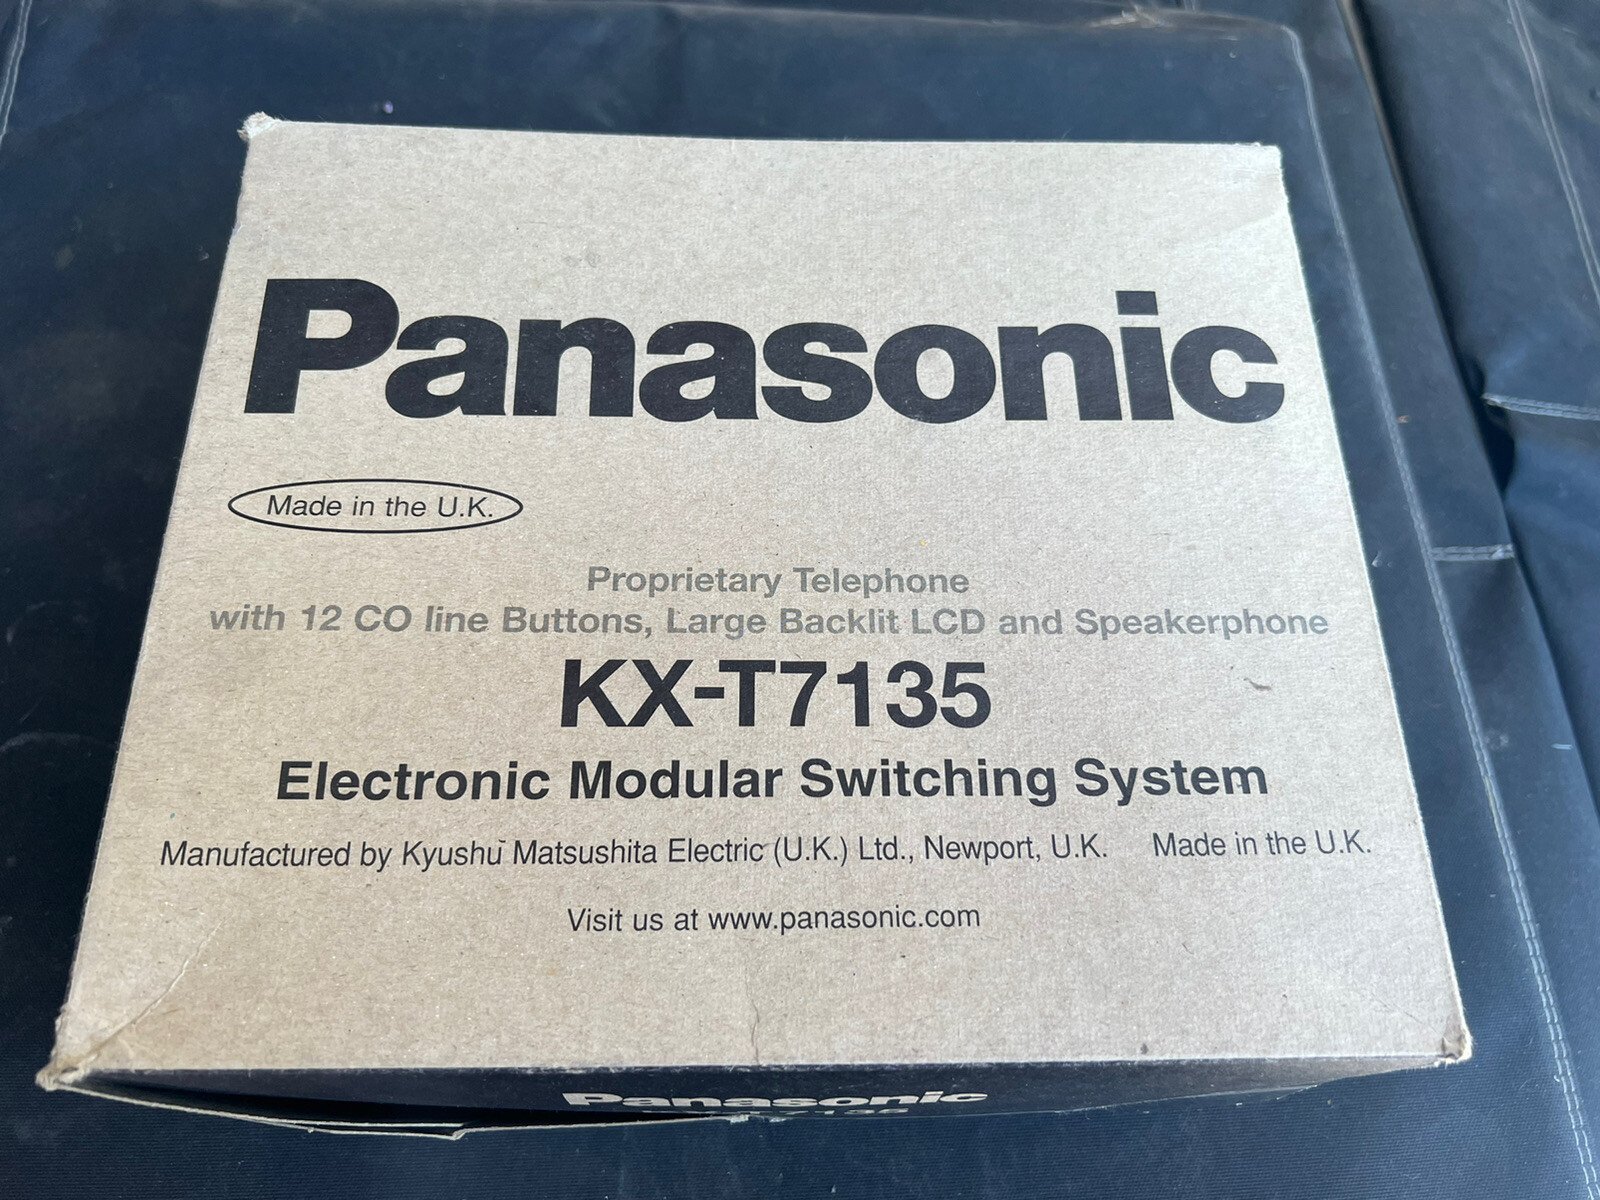 Panasonic
Made in the U.K.
Proprietary Telephone
with 12 CO line Buttons, Large Backlit LCD and Speakerphone
KX-T7135
Electronic Modular Switching System
Manufactured by Kyushu Matsushita Electric (U.K.) Ltd., Newport, U.K. Made in the U.K.
Visit us at www.panasonic.com
Panasonic